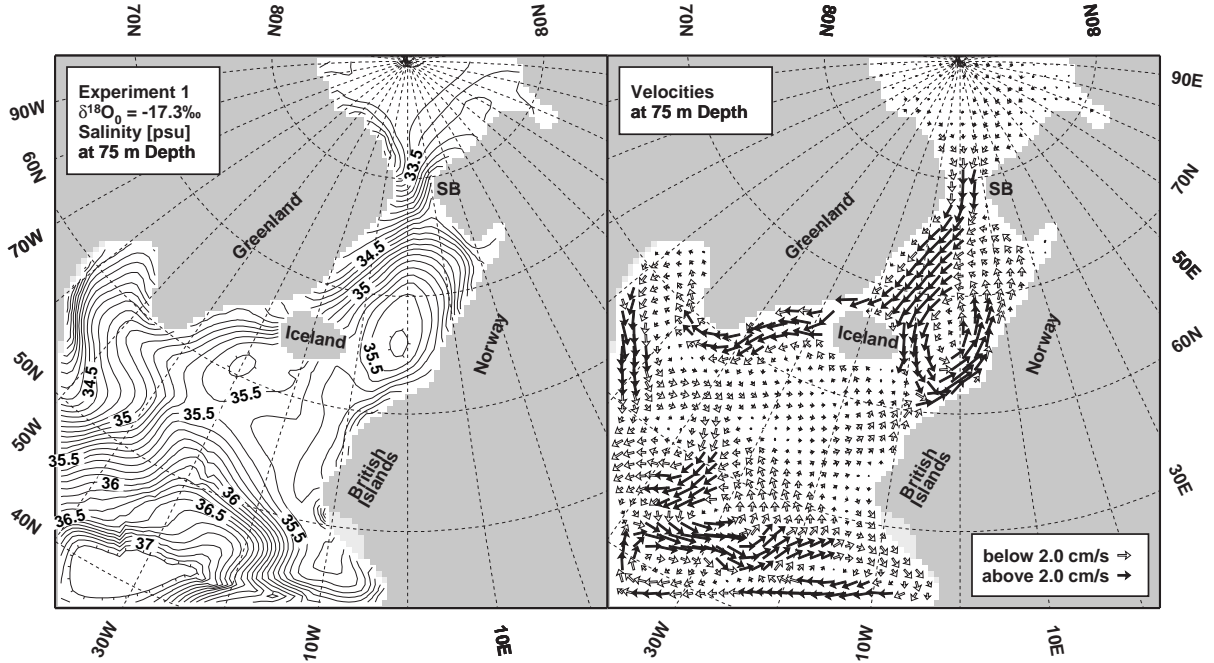 70N
80N
80N
70N
80N
80N
Experiment 1
δ18O0 = -17.3‰
Salinity [psu]
at 75 m Depth
Velocities
at 75 m Depth
90W
60N
70W
50N
50W
40N
90E
70N
50E
60N
30E
33.5
SB
Greenland
34.5
35
Iceland
35.5
Norway
34.5
35.5
35
35.5
35.5
36
36
36.5
36.5
35.5
37
British
Islands
SB
Greenland
Iceland
Norway
British
Islands
below 2.0 cm/s
above 2.0 cm/s
30W
10W
10E
30W
10W
10E